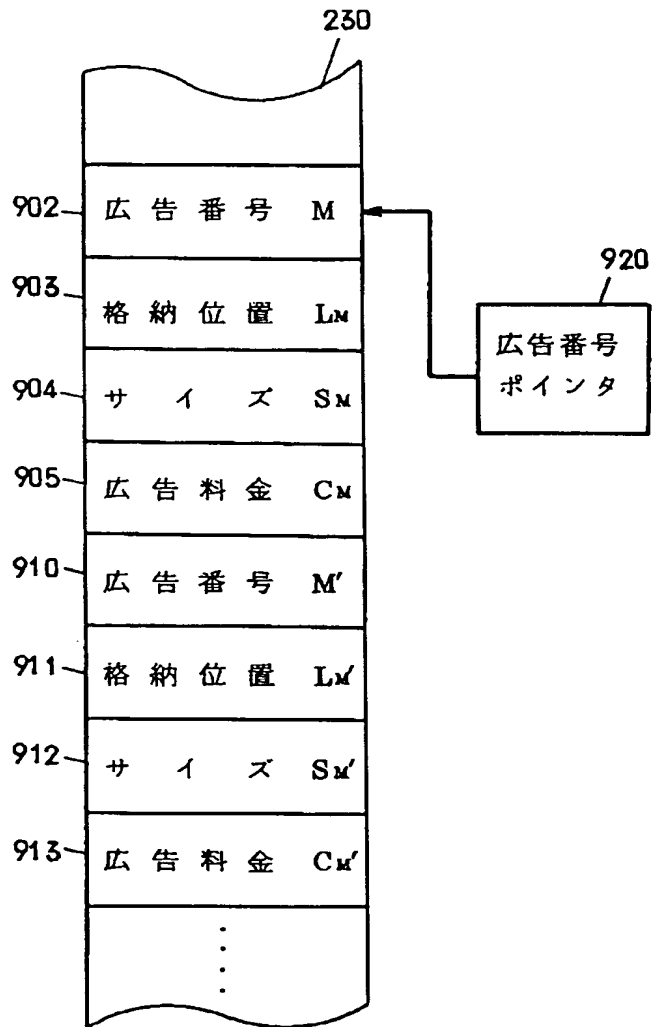 230
902 広告番号 M
903 格納位置 LM
920
広告番号
ポインタ
904 サイズ SM
905 広告料金 CM
910 広告番号 M'
911 格納位置 LM'
912 サイズ SM'
913 広告料金 CM'